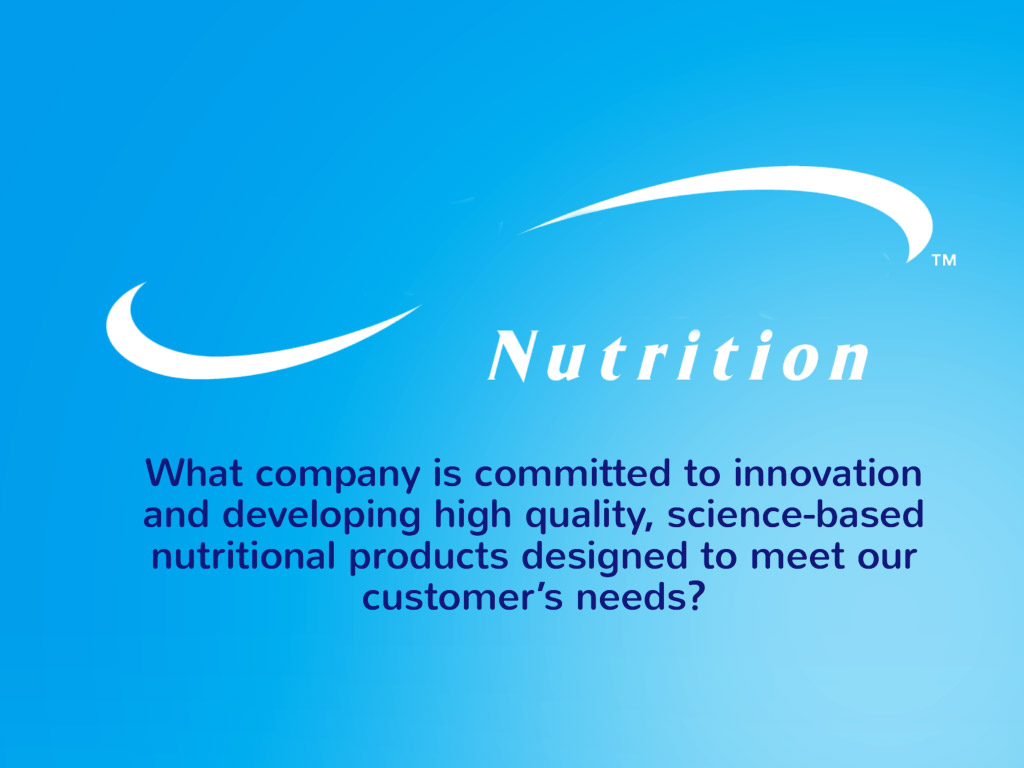 TM
Nutrition
What company is committed to innovation
and developing high quality, science-based
nutritional products designed to meet our
customer’s needs?